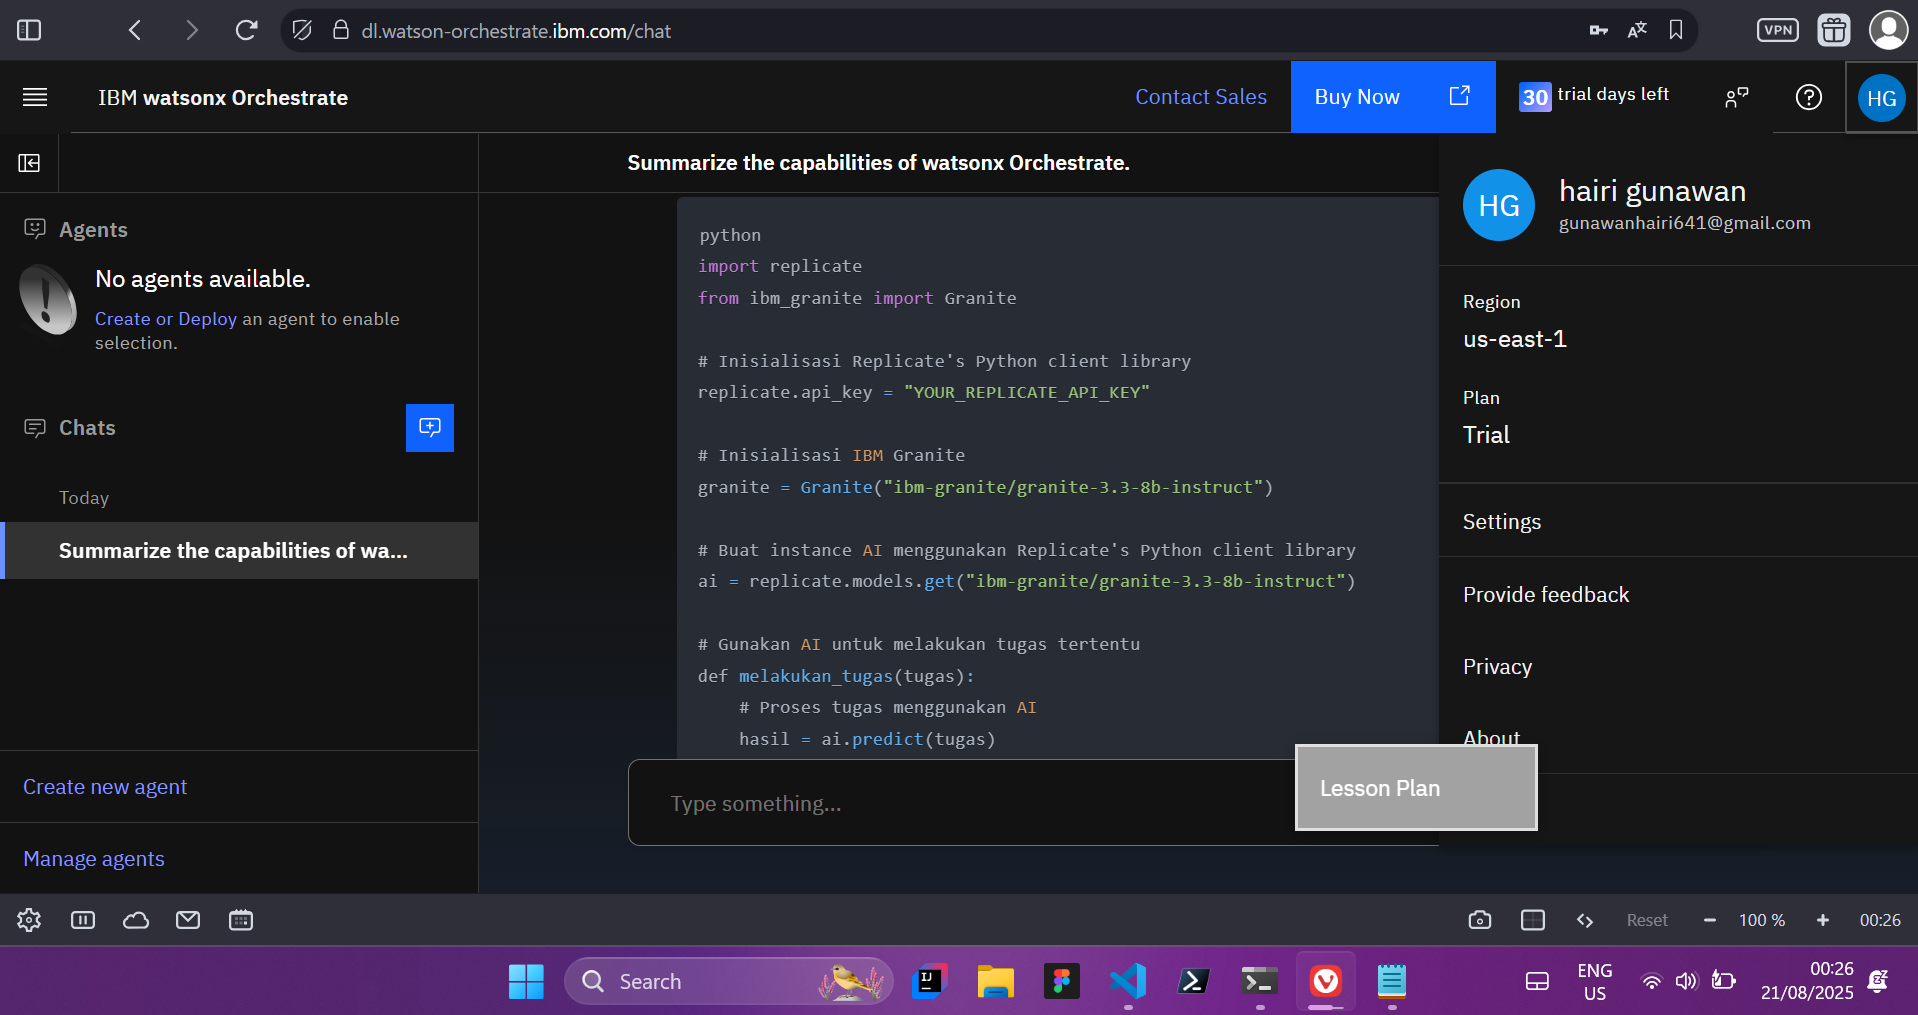 dl.watson-orchestrate.ibm.com/chat
VPN
IBM watsonx Orchestrate
Contact Sales
Buy Now
30 trial days left
HG
Summarize the capabilities of watsonx Orchestrate.
Agents
No agents available.
Create or Deploy an agent to enable
selection.
Chats
Today
Summarize the capabilities of wa...
Create new agent
Manage agents
python
import replicate
from ibm_granite import Granite
# Inisialisasi Replicate's Python client library
replicate.api_key = "YOUR_REPLICATE_API_KEY"
# Inisialisasi IBM Granite
granite = Granite("ibm-granite/granite-3.3-8b-instruct")
# Buat instance AI menggunakan Replicate's Python client library
ai = replicate.models.get("ibm-granite/granite-3.3-8b-instruct")
# Gunakan AI untuk melakukan tugas tertentu
def melakukan_tugas(tugas):
    # Proses tugas menggunakan AI
    hasil = ai.predict(tugas)
Type something...
HG
hairi gunawan
gunawanhairi641@gmail.com
Region
us-east-1
Plan
Trial
Settings
Provide feedback
Privacy
About
Lesson Plan
Reset
100 %
00:26
Search
ENG
US
00:26
21/08/2025